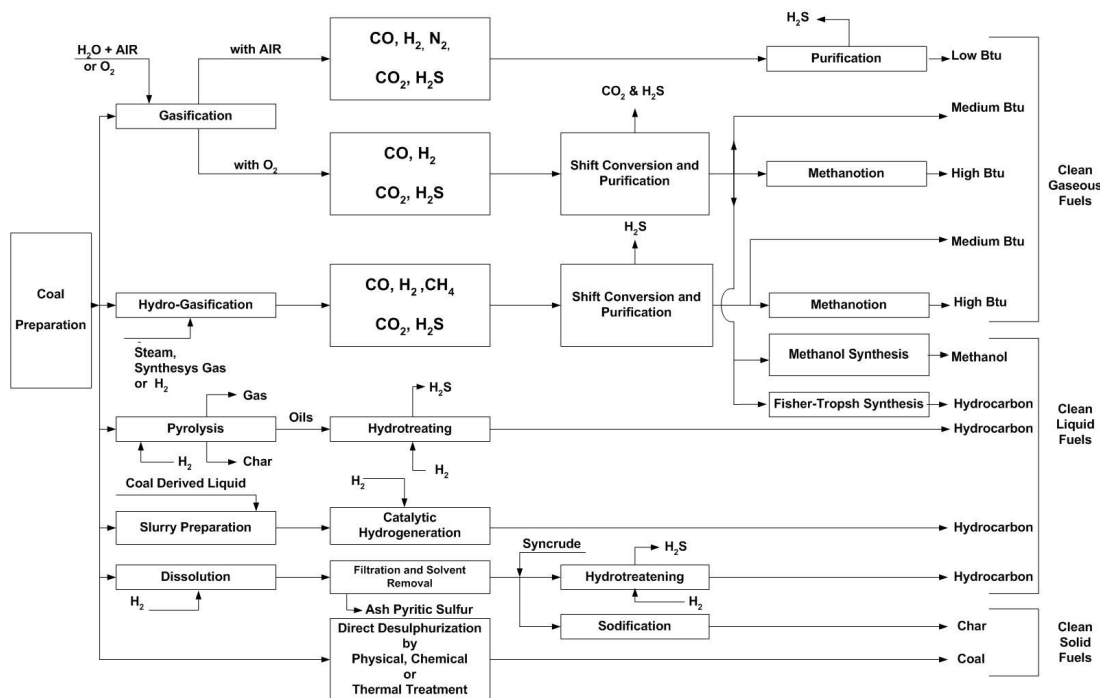 H₂S
H₂O + AIR
or O₂
with AIR
CO, H₂, N₂,
CO₂, H₂S
Purification
Low Btu
Gasification
CO₂ & H₂S
Medium Btu
with O₂
CO, H₂
CO₂, H₂S
Shift Conversion and
Purification
Methanotion
High Btu
Clean
Gaseous
Fuels
H₂S
Medium Btu
Coal
Preparation
Hydro-Gasification
CO, H₂ ,CH₄
CO₂, H₂S
Shift Conversion and
Purification
Methanotion
High Btu
Steam,
Synthesys Gas
or H₂
Methanol Synthesis
Methanol
Gas
H₂S
Fisher-Tropsh Synthesis
Hydrocarbon
Clean
Liquid
Fuels
Pyrolysis
Oils
Hydrotreating
Hydrocarbon
H₂
Char
H₂
Coal Derived Liquid
H₂
Slurry Preparation
Catalytic
Hydrogeneration
Hydrocarbon
Syncrude
H₂S
Dissolution
Filtration and Solvent
Removal
Hydrotreatening
Hydrocarbon
H₂
Ash Pyritic Sulfur
H₂
Direct Desulphurization
by
Physical, Chemical
or
Thermal Treatment
Sodification
Char
Coal
Clean
Solid
Fuels